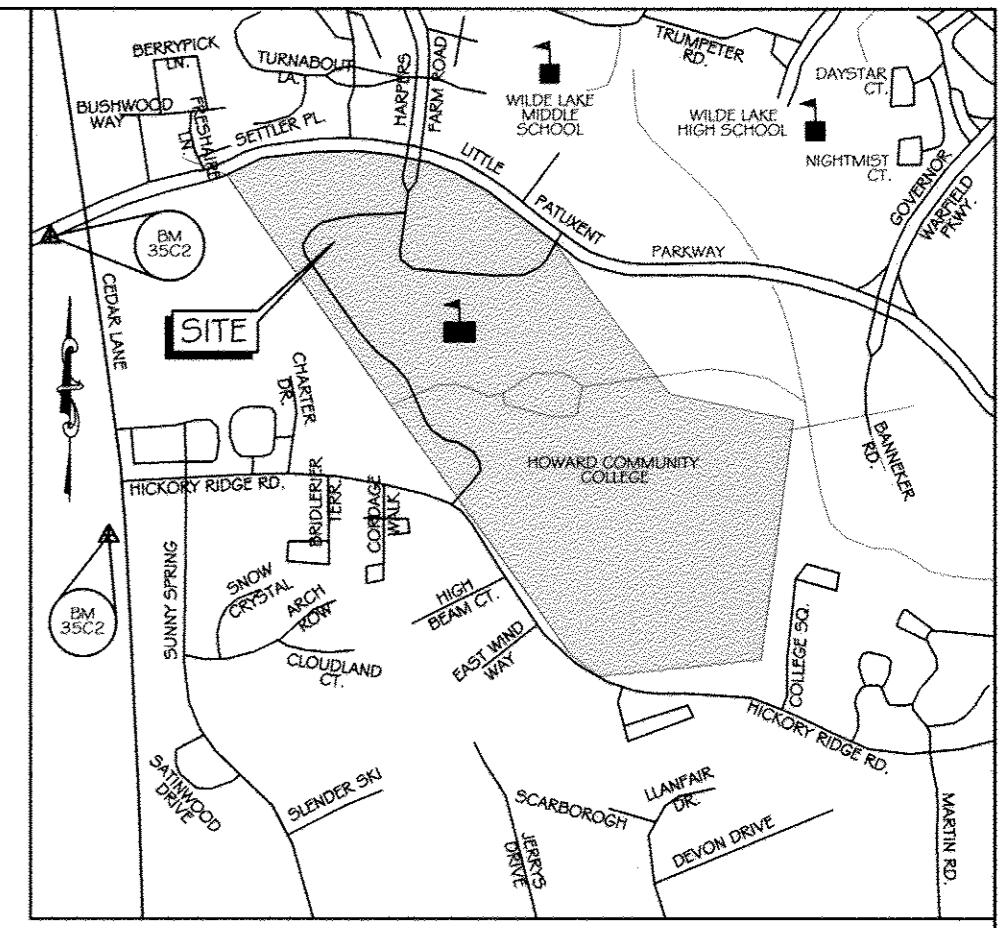 BERRYPICK
LN.
TURNABOUT
LA.
BUSHWOOD
WAY
FRESHAIRE
LN
SETTLER PL.
HARPERS
FARM ROAD
WILDE LAKE
MIDDLE
SCHOOL
TRUMPETER
RD.
WILDE LAKE
HIGH SCHOOL
DAYSTAR
CT.
NIGHTMIST
CT.
GOVERNOR
WARFIELD
PKWY.
LITTLE
PATUXENT
PARKWAY
BM
35C2
CEDAR LANE
SITE
CHARTER
DR.
HICKORY RIDGE RD.
BRIDLERIER
TERR.
CORDAGE
WALK
HOWARD COMMUNITY
COLLEGE
BANNEKER
RD.
BM
35C2
SUNNY SPRING
SNOW
CRYSTAL
ARCH
ROW
CLOUDLAND
CT.
HIGH
BEAM CT.
EAST WIND
WAY
COLLEGE SQ.
HICKORY RIDGE RD.
SATINWOOD
DRIVE
SLENDER SKI
JERRYS
DRIVE
SCARBOROGH
LLANFAIR
DR.
DEVON DRIVE
MARTIN RD.